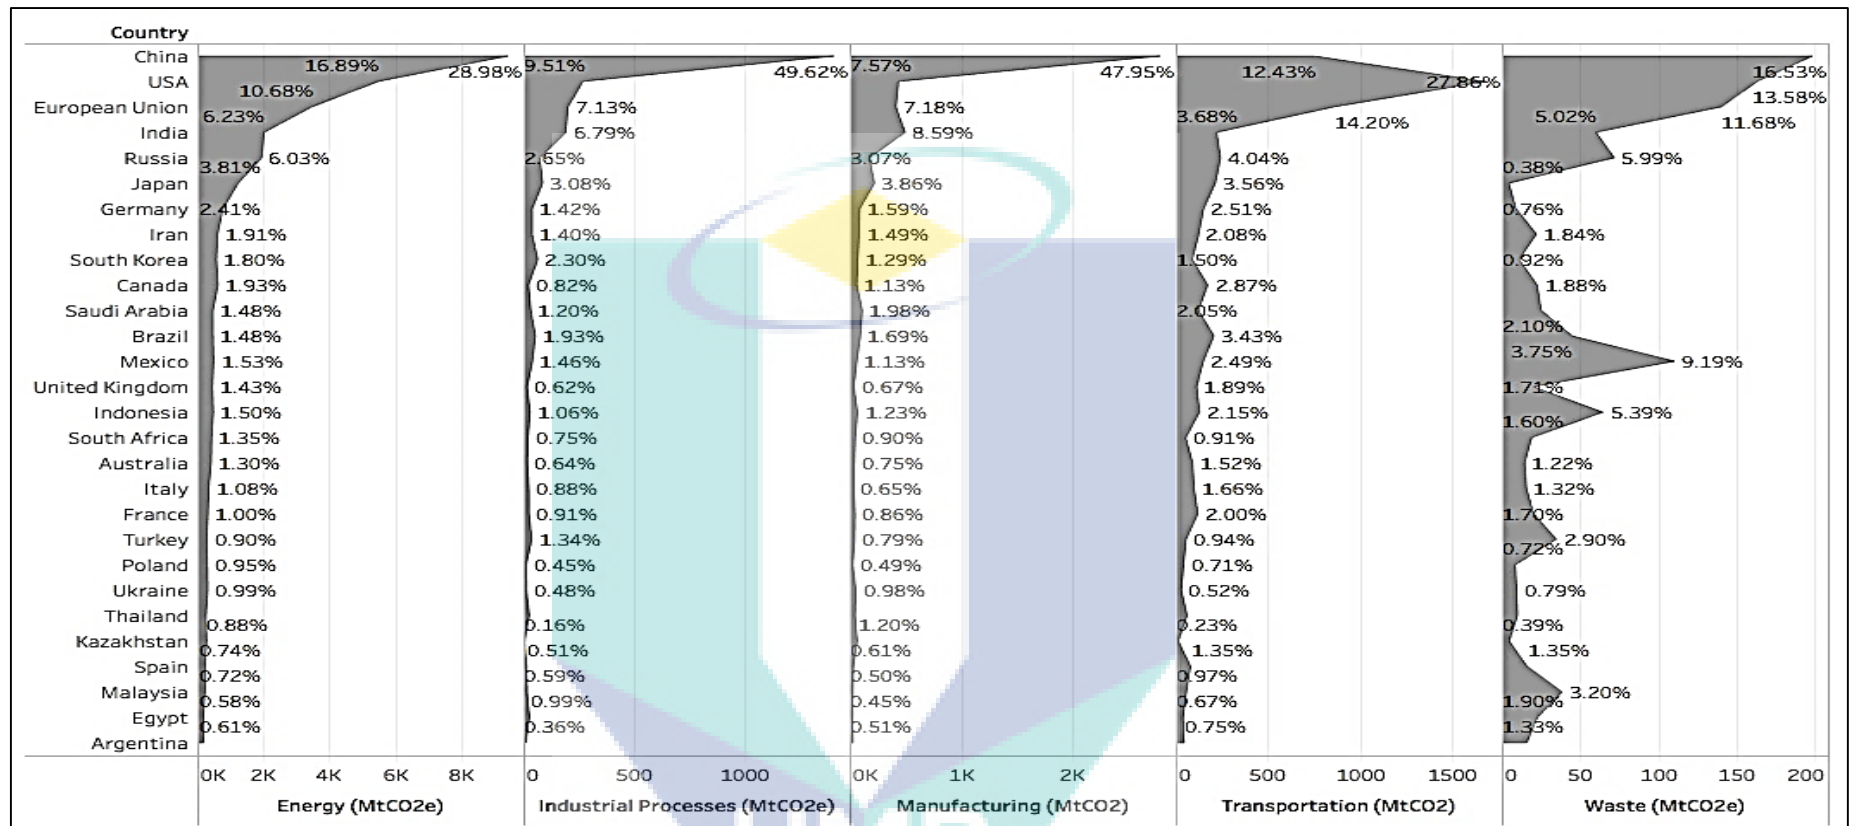 Country
China 16.89% 28.98% 9.51% 49.62% 7.57% 47.95% 12.43% 16.53%
USA 10.68% 27.86% 13.58%
European Union 6.23% 7.13% 7.18% 3.68% 14.20% 5.02% 11.68%
India 6.79% 8.59%
Russia 3.81% 6.03% 2.65% 3.07% 4.04% 0.38% 5.99%
Japan 3.08% 3.86% 3.56%
Germany 2.41% 1.42% 1.59% 2.51% 0.76%
Iran 1.91% 1.40% 1.49% 2.08% 1.84%
South Korea 1.80% 2.30% 1.29% 1.50% 0.92%
Canada 1.93% 0.82% 1.13% 2.87% 1.88%
Saudi Arabia 1.48% 1.20% 1.98% 2.05% 2.10%
Brazil 1.48% 1.93% 1.69% 3.43% 3.75%
Mexico 1.53% 1.46% 1.13% 2.49% 9.19%
United Kingdom 1.43% 0.62% 0.67% 1.89% 1.71%
Indonesia 1.50% 1.06% 1.23% 2.15% 1.60% 5.39%
South Africa 1.35% 0.75% 0.90% 0.91%
Australia 1.30% 0.64% 0.75% 1.52% 1.22%
Italy 1.08% 0.88% 0.65% 1.66% 1.32%
France 1.00% 0.91% 0.86% 2.00% 1.70%
Turkey 0.90% 1.34% 0.79% 0.94% 0.72% 2.90%
Poland 0.95% 0.45% 0.49% 0.71%
Ukraine 0.99% 0.48% 0.98% 0.52% 0.79%
Thailand 0.88% 0.16% 1.20% 0.23% 0.39%
Kazakhstan 0.74% 0.51% 0.61% 1.35% 1.35%
Spain 0.72% 0.59% 0.50% 0.97%
Malaysia 0.58% 0.99% 0.45% 0.67% 1.90% 3.20%
Egypt 0.61% 0.36% 0.51% 0.75% 1.33%
Argentina
0K 2K 4K 6K 8K 0 500 1000 0K 1K 2K 0 500 1000 1500 0 50 100 150 200
Energy (MtCO2e) Industrial Processes (MtCO2e) Manufacturing (MtCO2) Transportation (MtCO2) Waste (MtCO2e)